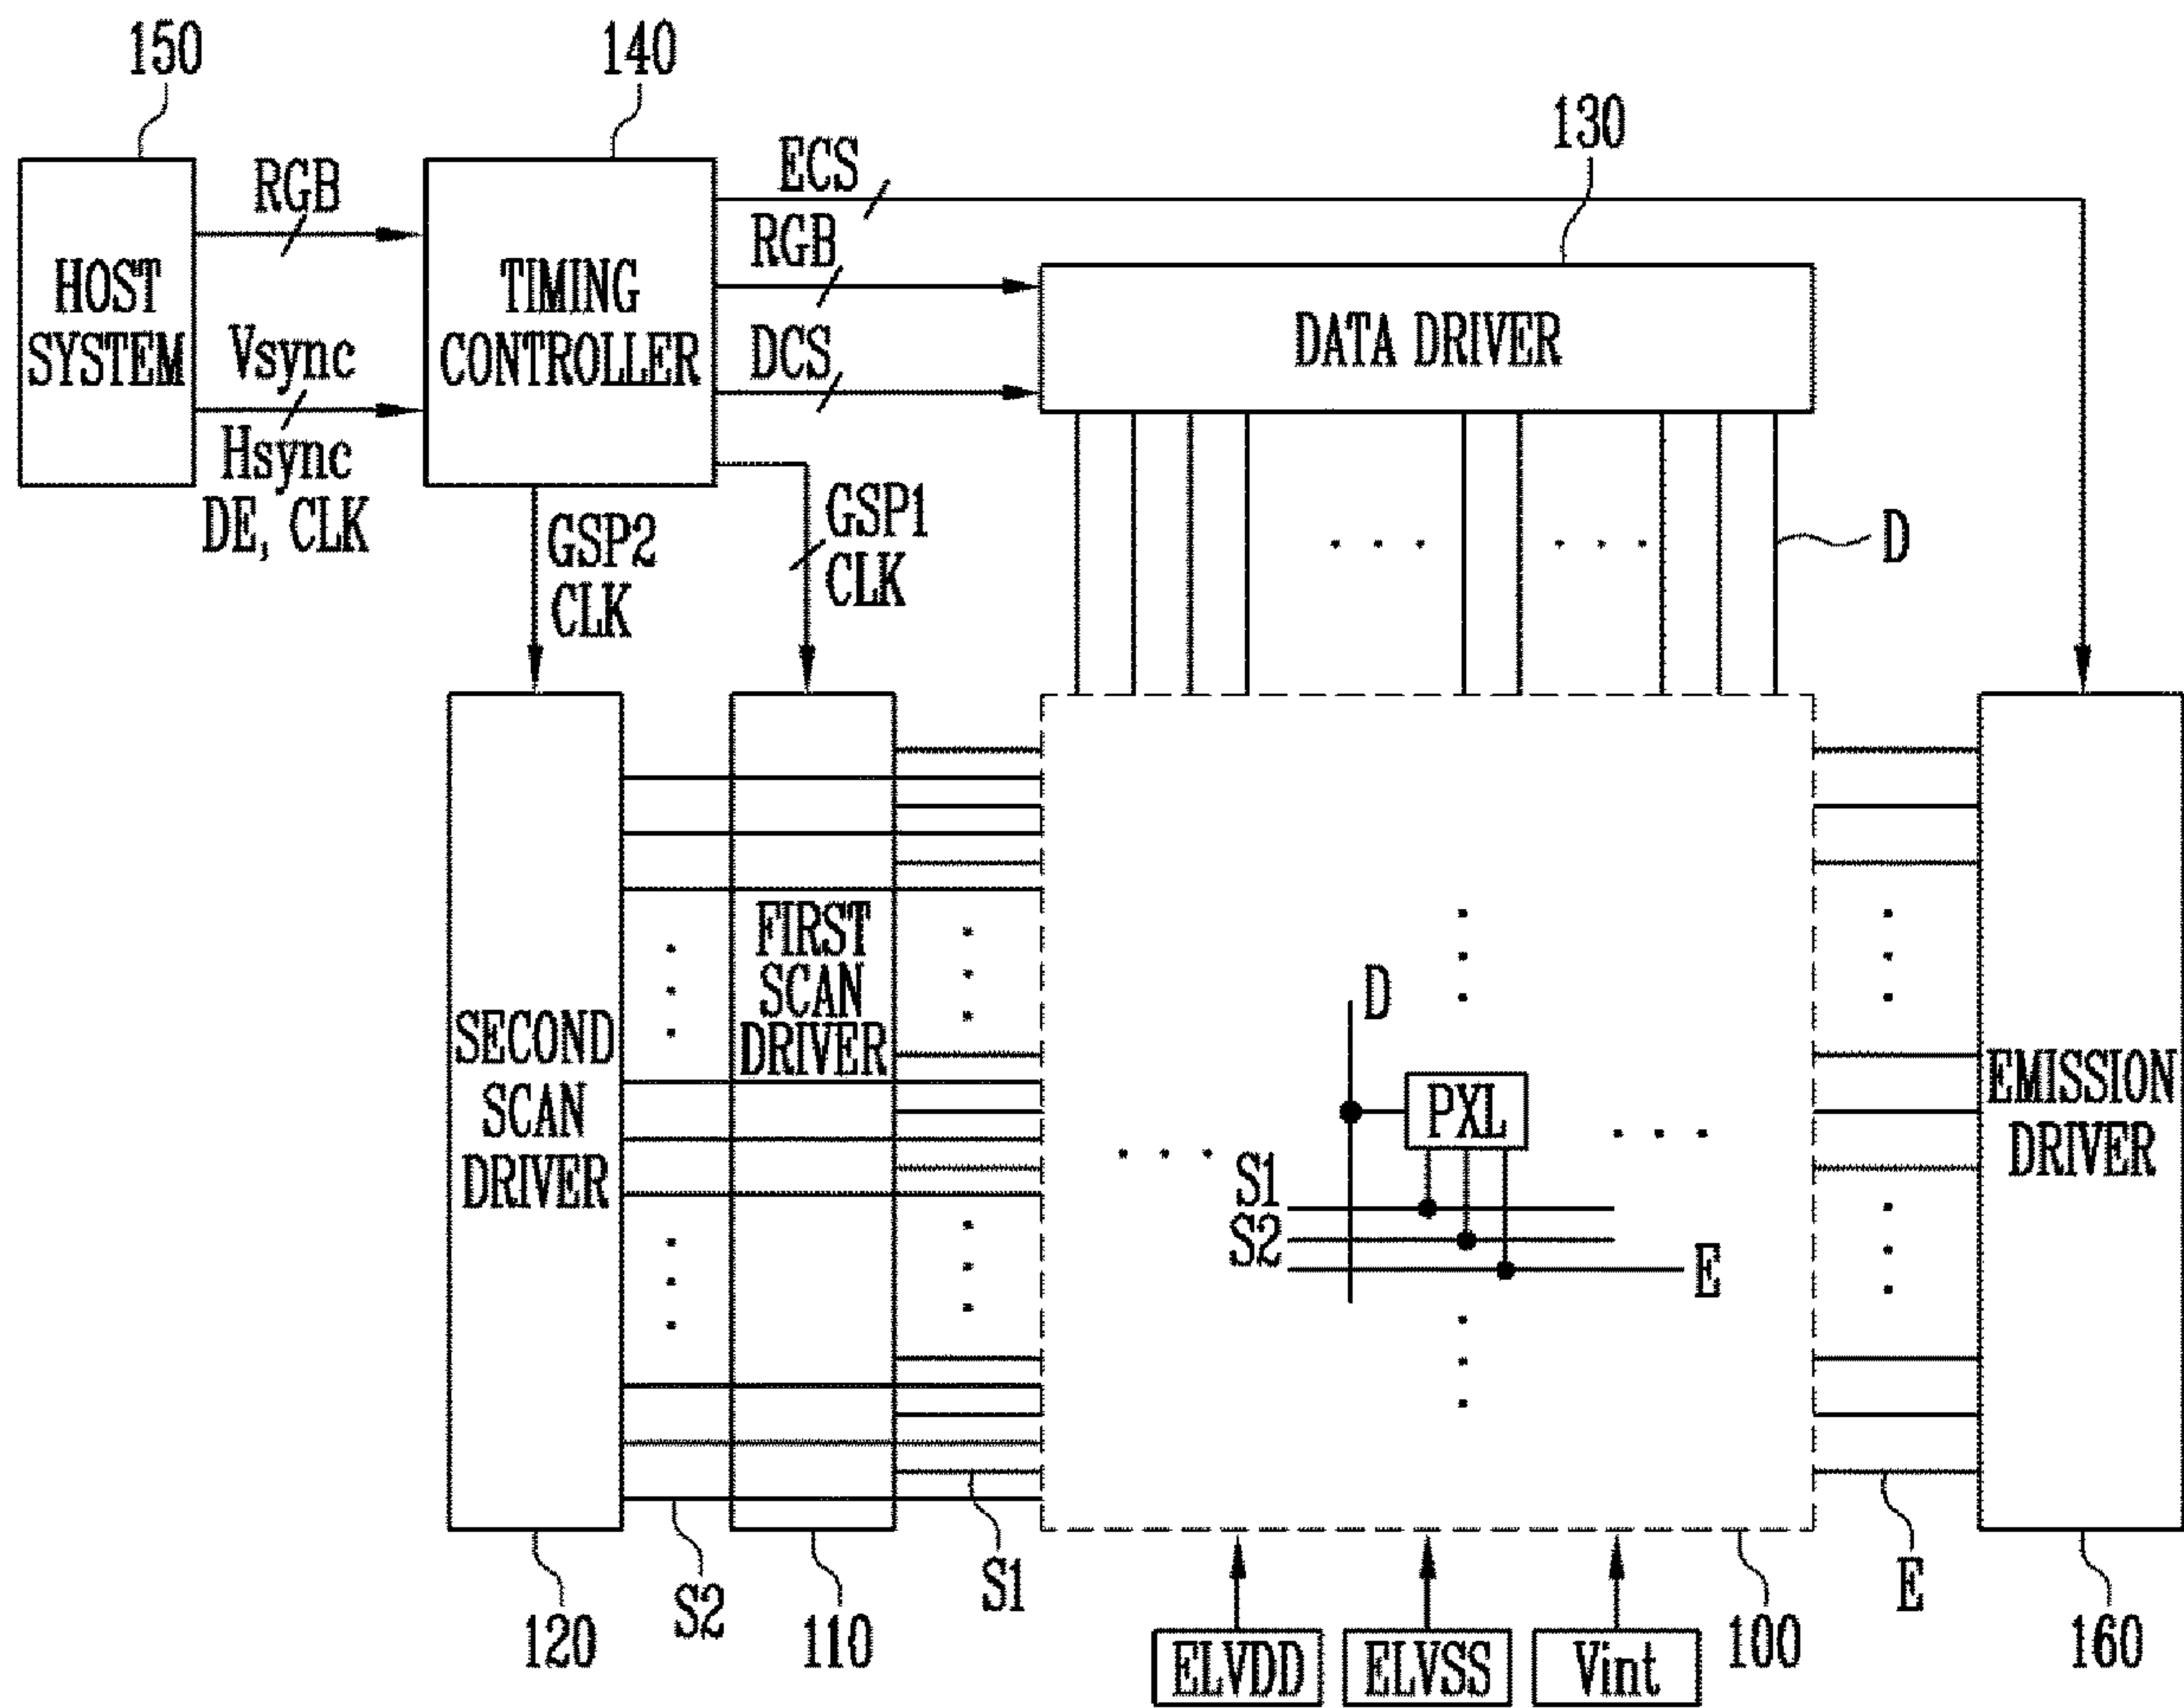 150
140
130
ECS
RGB
RGB
HOST
SYSTEM
TIMING
CONTROLLER
DATA DRIVER
Vsync
DCS
Hsync
DE, CLK
GSP2
CLK
GSP1
CLK
D
FIRST
SCAN
DRIVER
D
SECOND
SCAN
DRIVER
PXL
EMISSION
DRIVER
S1
S2
E
S2
S1
E
120
110
100
160
ELVDD
ELVSS
Vint